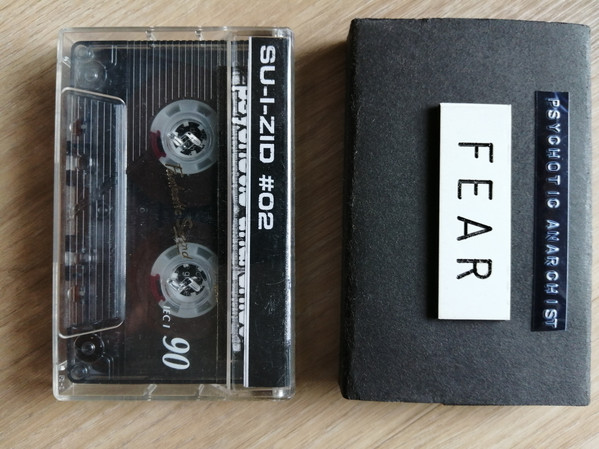 SU-I-ZID #02
90
FEAR
PSYCHOTIC ANARCHIST